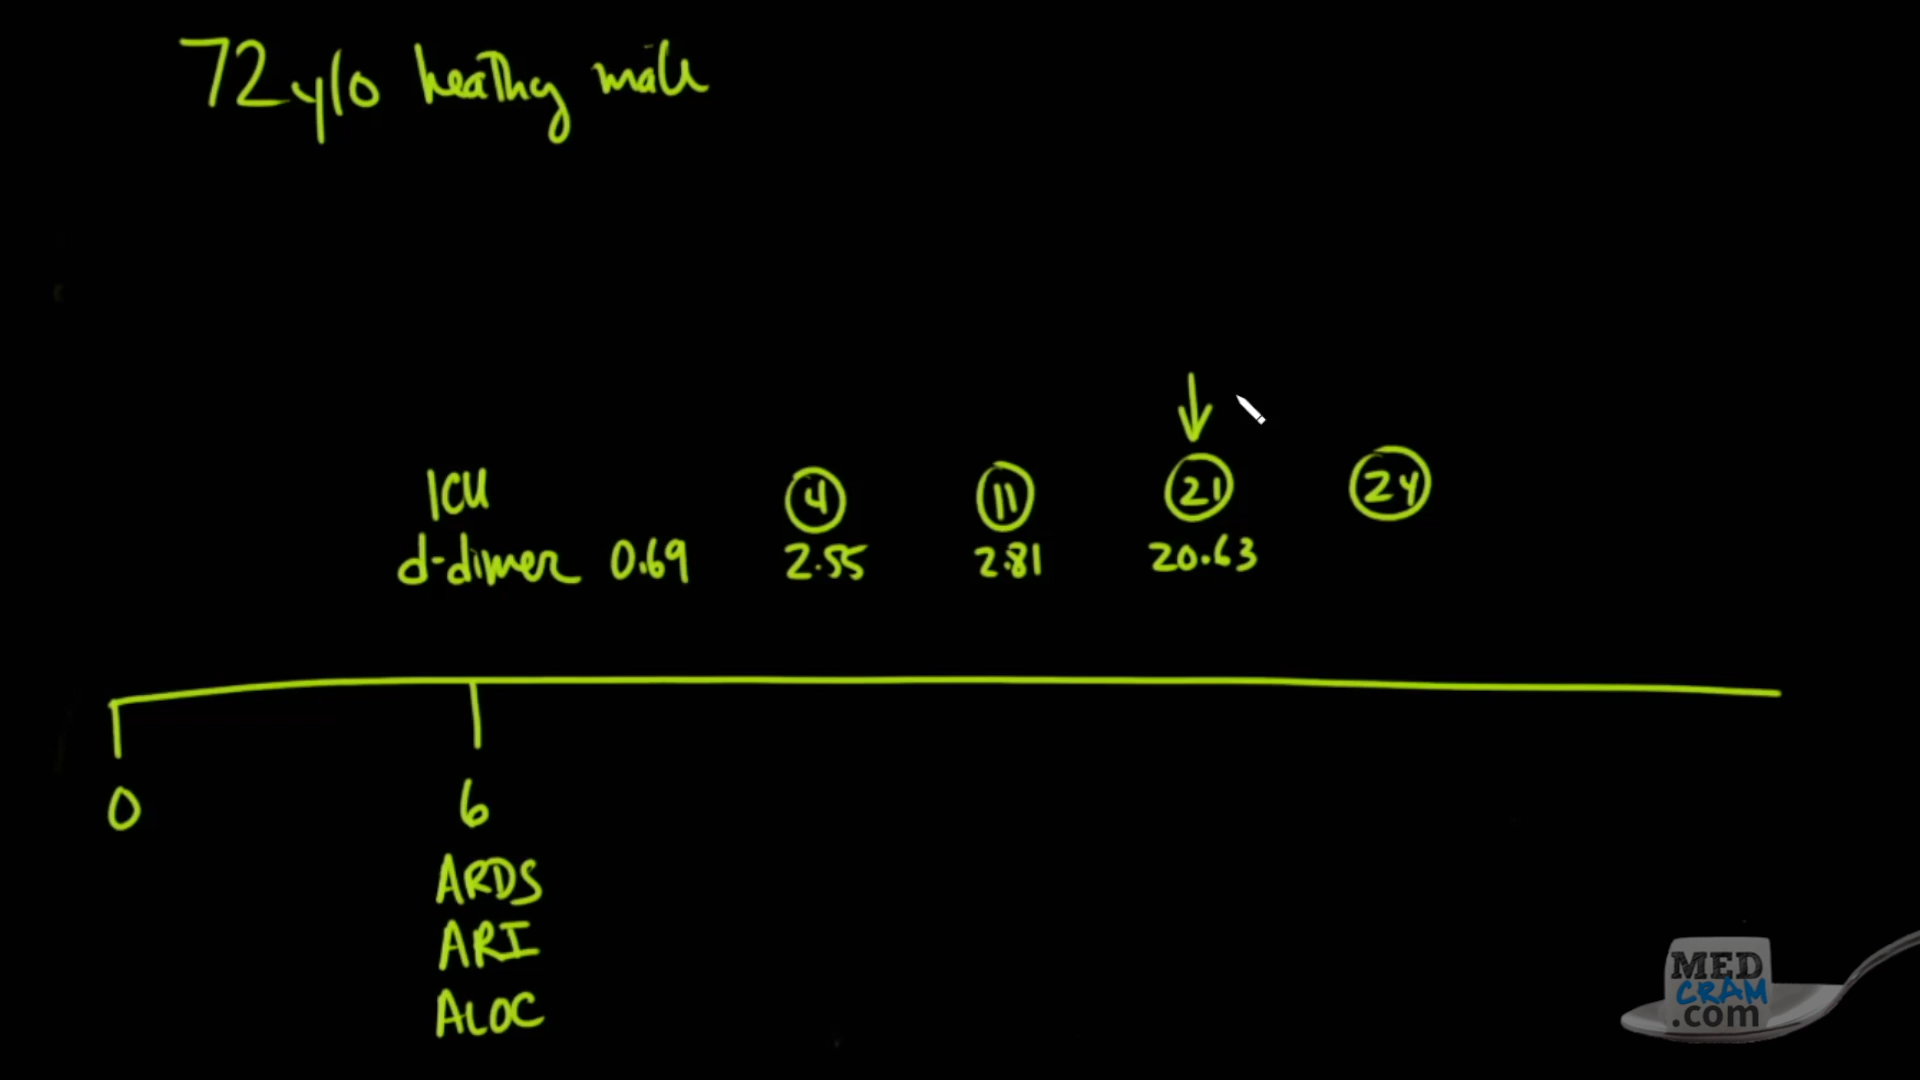 72 y/o healthy male
ICU 4 11 21 24
d-dimer 0.69 2.55 2.81 20.63
0 6
ARDS
ARI
ALOC
MED
CRAM
.com